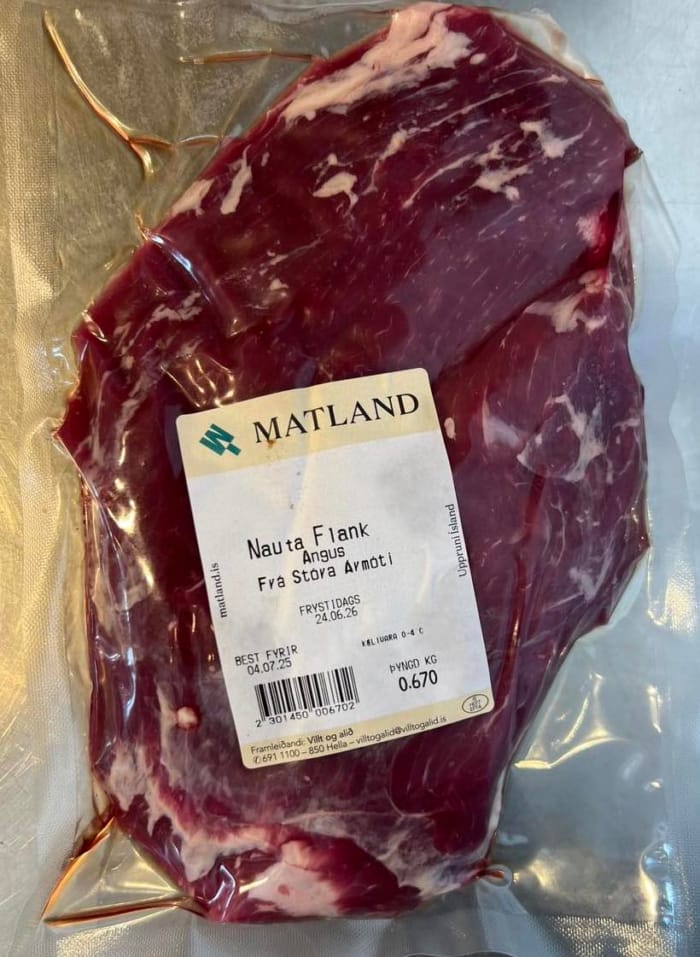 MATLAND
Nauta Flank
Angus
Frá Stóra Ármóti
FRYSTIDAGS
24.06.26
KÆLIVARA 0-4 C
BEST FYRIR
04.07.25
ÞYNGD KG
0.670
2 301450 006702
Framleiðandi: Villt og alið
✆ 691 1100 – 850 Hella – villtogalid@villtogalid.is
matland.is
Uppruni Ísland